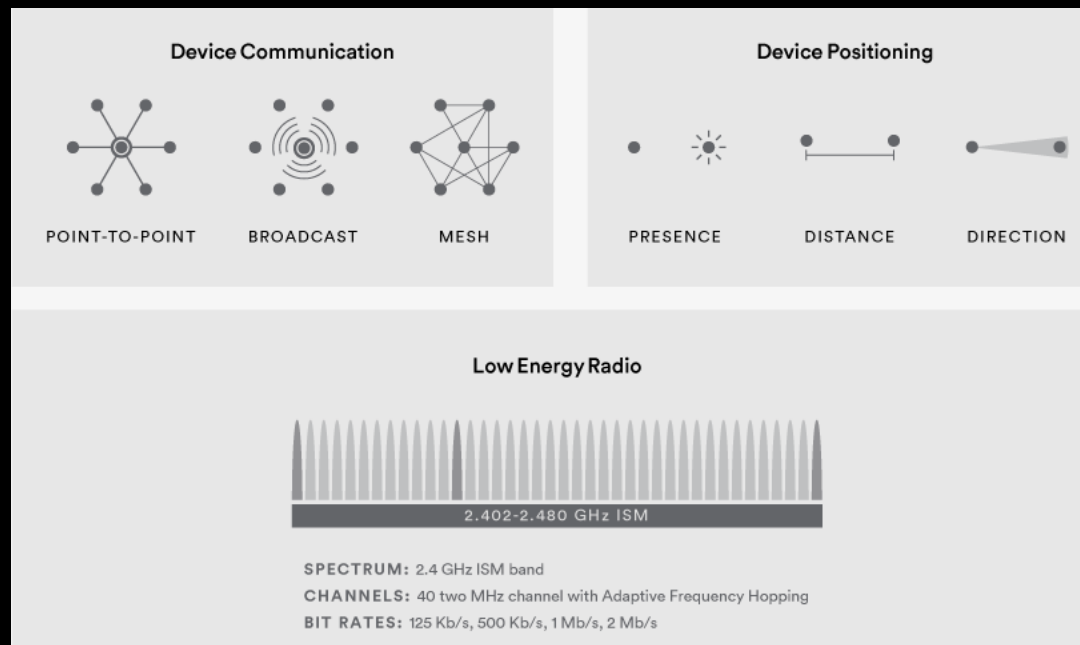 Device Communication
POINT-TO-POINT
BROADCAST
MESH
Device Positioning
PRESENCE
DISTANCE
DIRECTION
Low Energy Radio
2.402-2.480 GHz ISM
SPECTRUM: 2.4 GHz ISM band
CHANNELS: 40 two MHz channel with Adaptive Frequency Hopping
BIT RATES: 125 Kb/s, 500 Kb/s, 1 Mb/s, 2 Mb/s